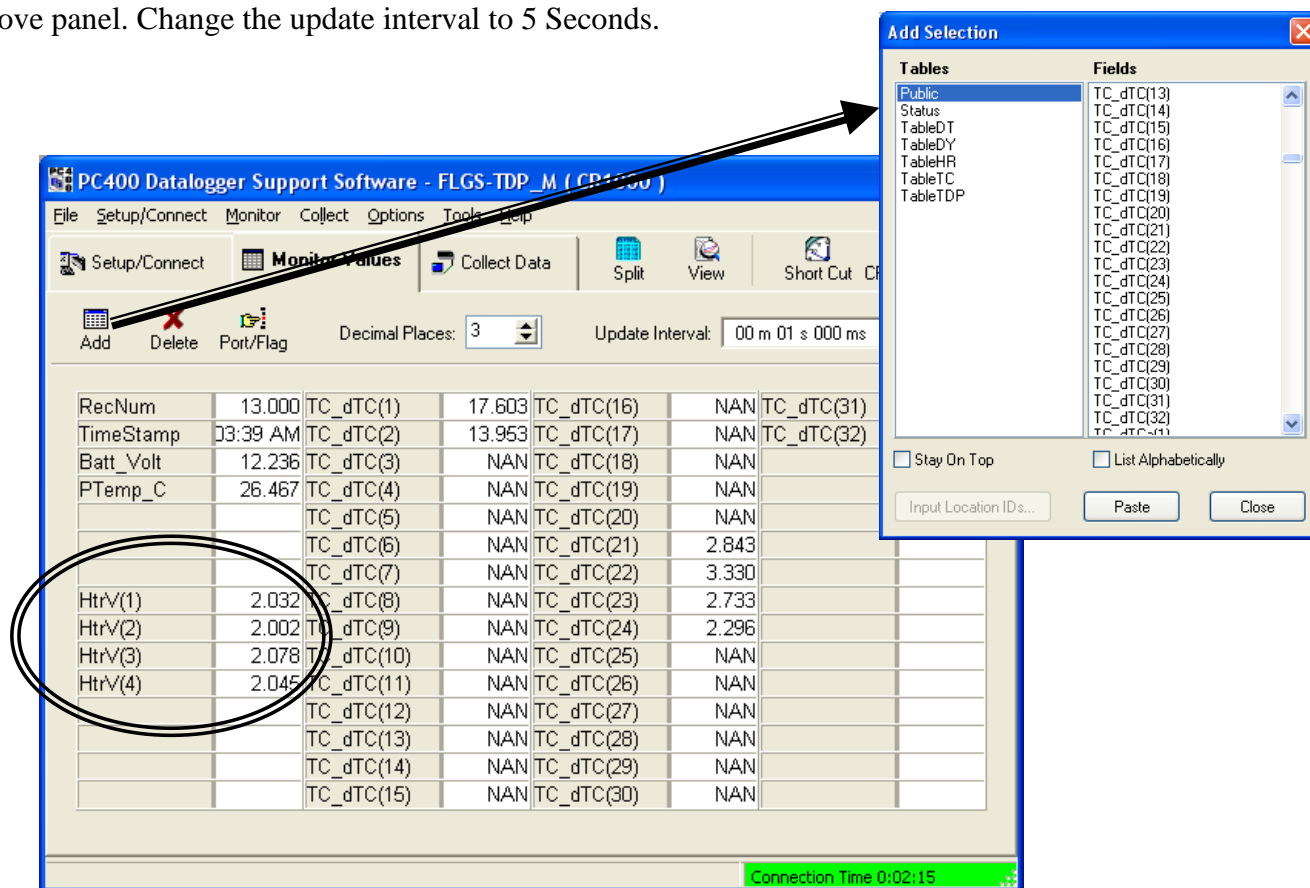 ove panel. Change the update interval to 5 Seconds.
Add Selection
Tables Fields
Public
Status
TableDT
TableDY
TableHR
TableTC
TableTDP
TC_dTC(13)
TC_dTC(14)
TC_dTC(15)
TC_dTC(16)
TC_dTC(17)
TC_dTC(18)
TC_dTC(19)
TC_dTC(20)
TC_dTC(21)
TC_dTC(22)
TC_dTC(23)
TC_dTC(24)
TC_dTC(25)
TC_dTC(26)
TC_dTC(27)
TC_dTC(28)
TC_dTC(29)
TC_dTC(30)
TC_dTC(31)
TC_dTC(32)
Stay On Top List Alphabetically
Input Location IDs... Paste Close
PC400 Datalogger Support Software - FLGS-TDP_M ( CR1000 )
File Setup/Connect Monitor Collect Options Tools Help
Setup/Connect Monitor Values Collect Data Split View Short Cut
Add Delete Port/Flag Decimal Places: 3 Update Interval: 00 m 01 s 000 ms
RecNum 13.000 TC_dTC(1) 17.603 TC_dTC(16) NAN TC_dTC(31)
TimeStamp 03:39 AM TC_dTC(2) 13.953 TC_dTC(17) NAN TC_dTC(32)
Batt_Volt 12.236 TC_dTC(3) NAN TC_dTC(18) NAN
PTemp_C 26.467 TC_dTC(4) NAN TC_dTC(19) NAN
TC_dTC(5) NAN TC_dTC(20) NAN
TC_dTC(6) NAN TC_dTC(21) 2.843
TC_dTC(7) NAN TC_dTC(22) 3.330
HtrV(1) 2.032 TC_dTC(8) NAN TC_dTC(23) 2.733
HtrV(2) 2.002 TC_dTC(9) NAN TC_dTC(24) 2.296
HtrV(3) 2.078 TC_dTC(10) NAN TC_dTC(25) NAN
HtrV(4) 2.045 TC_dTC(11) NAN TC_dTC(26) NAN
TC_dTC(12) NAN TC_dTC(27) NAN
TC_dTC(13) NAN TC_dTC(28) NAN
TC_dTC(14) NAN TC_dTC(29) NAN
TC_dTC(15) NAN TC_dTC(30) NAN
Connection Time 0:02:15